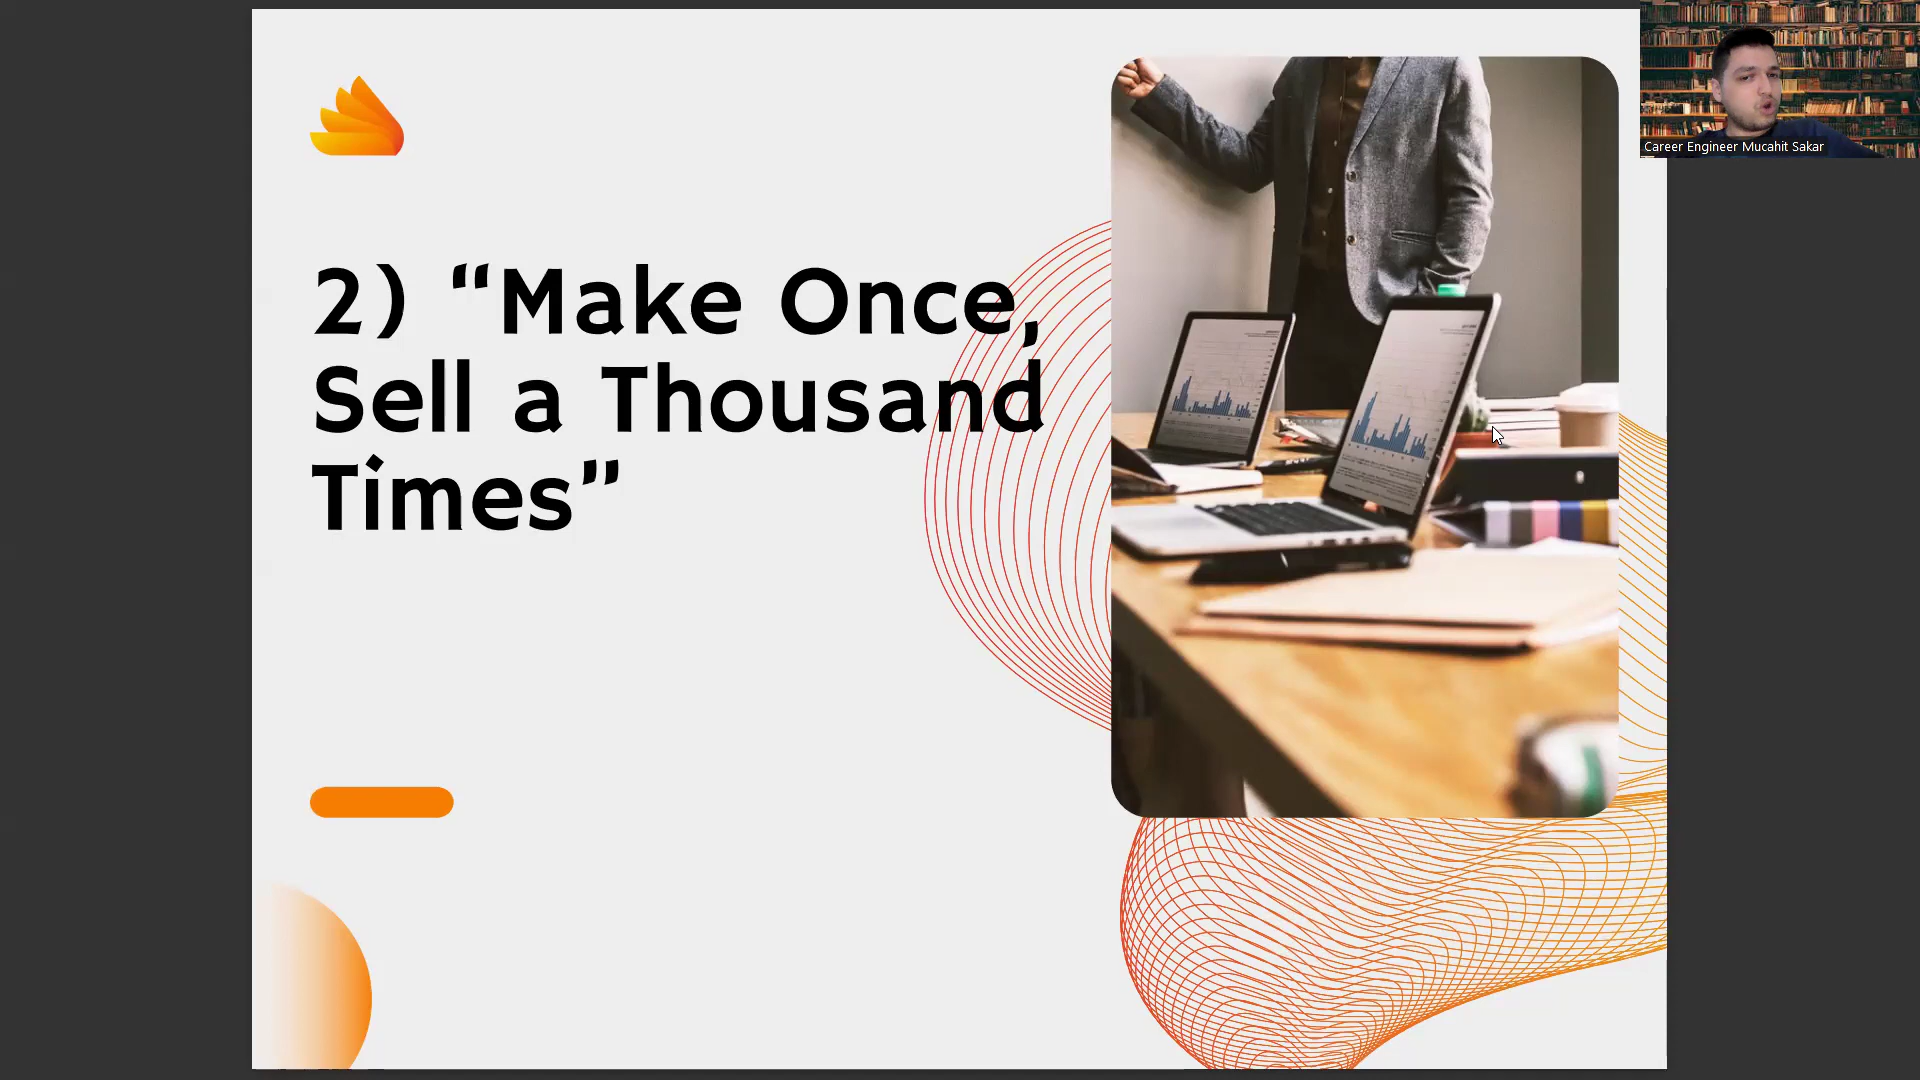 2) “Make Once,
Sell a Thousand
Times”
Career Engineer Mucahit Sakar